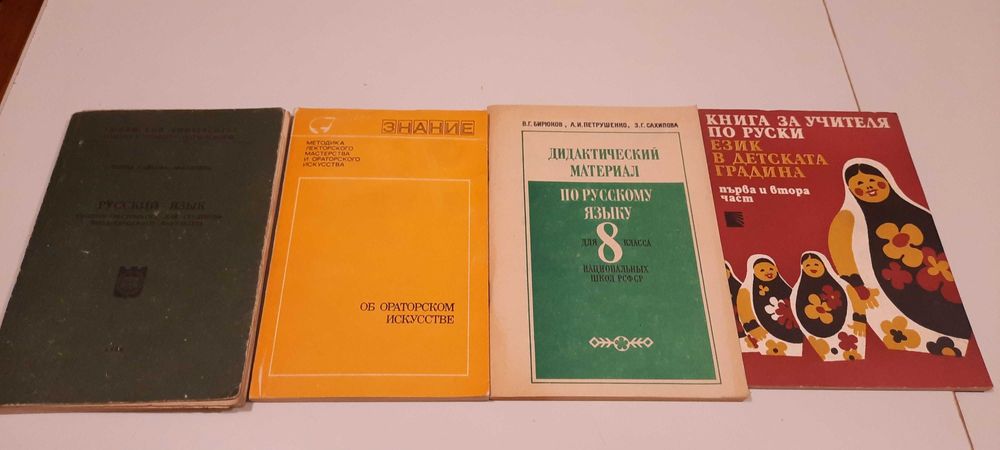 РУССКИЙ ЯЗЫК
ЗНАНИЕ
МЕТОДИКА
ЛЕКТОРСКОГО
МАСТЕРСТВА
И ОРАТОРСКОГО
ИСКУССТВА
ОБ ОРАТОРСКОМ
ИСКУССТВЕ
В.Г. БИРЮКОВ, Л.И. ПЕТРУШЕНКО, З.Г. САХИПОВА
ДИДАКТИЧЕСКИЙ
МАТЕРИАЛ
ПО РУССКОМУ
ЯЗЫКУ
ДЛЯ 8 КЛАССА
НАЦИОНАЛЬНЫХ
ШКОЛ РСФСР
КНИГА ЗА УЧИТЕЛЯ
ПО РУСКИ
ЕЗИК
В ДЕТСКАТА
ГРАДИНА
първа и втора
част